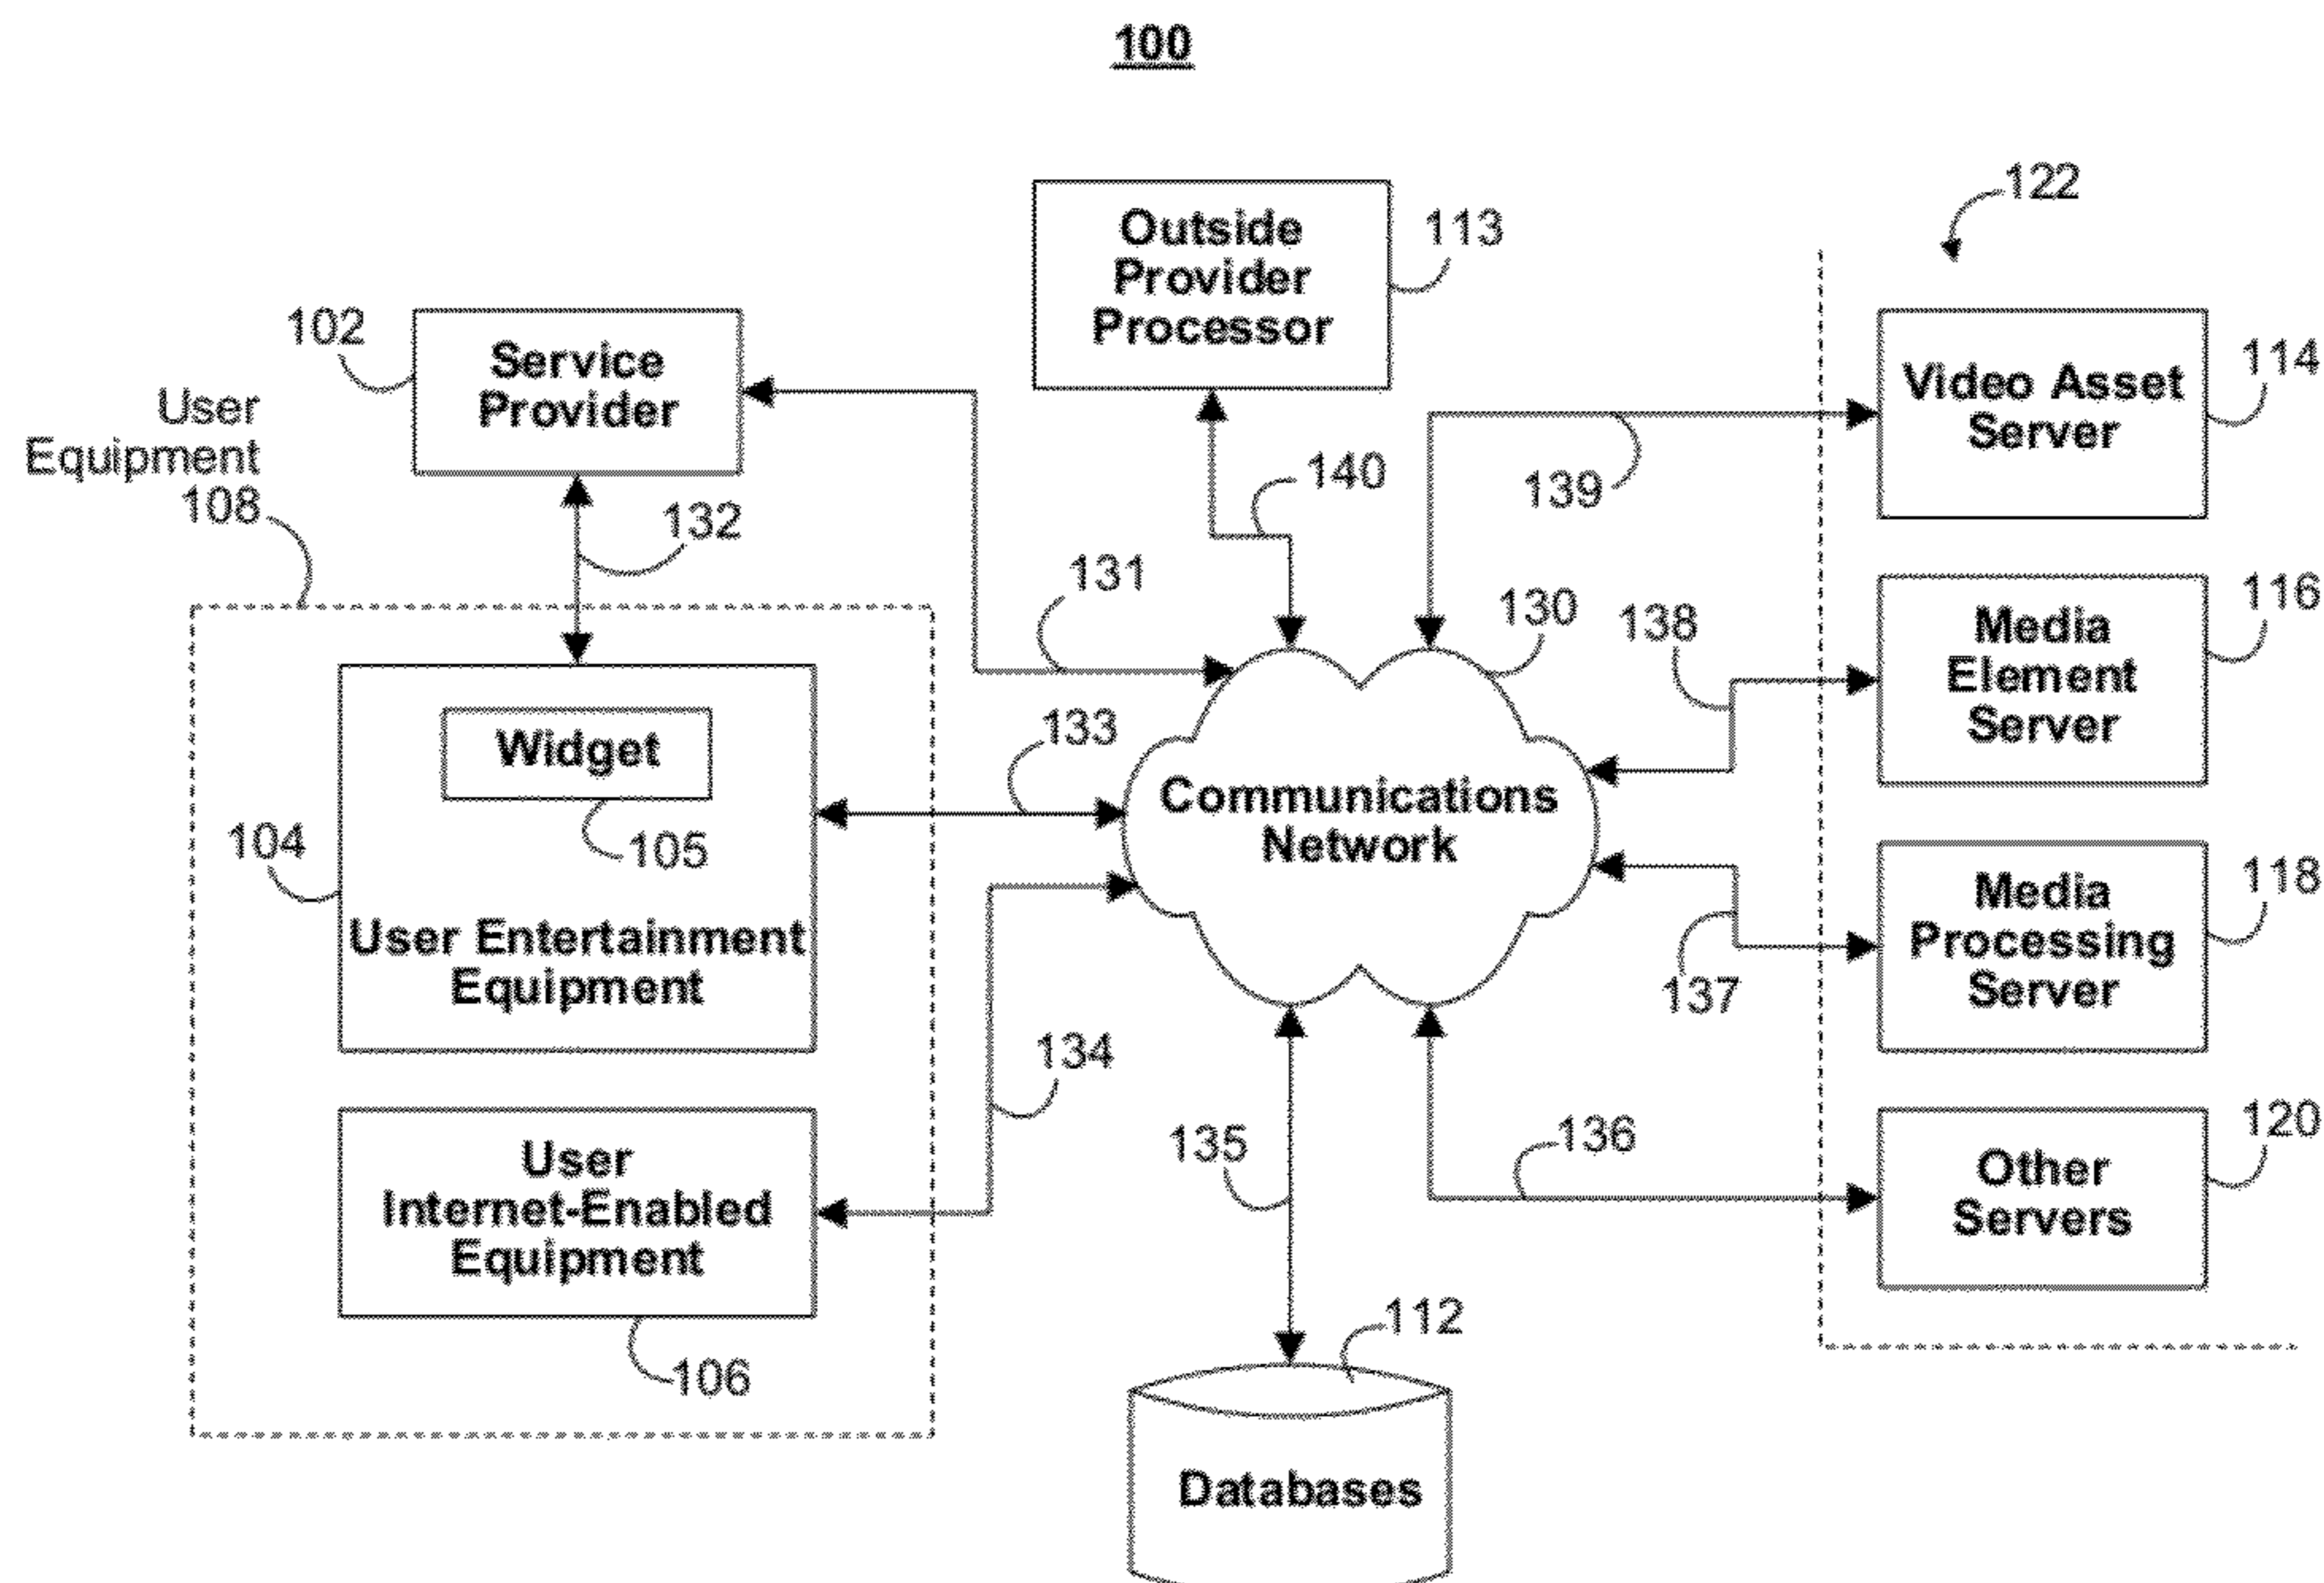 100
122
Outside
Provider
Processor
113
102
Service
Provider
Video Asset
Server
114
User
Equipment
108
132
140
139
131
130
138
Media
Element
Server
116
Widget
105
133
104
User Entertainment
Equipment
Communications
Network
Media
Processing
Server
118
137
134
135
136
User
Internet-Enabled
Equipment
106
Other
Servers
120
112
Databases